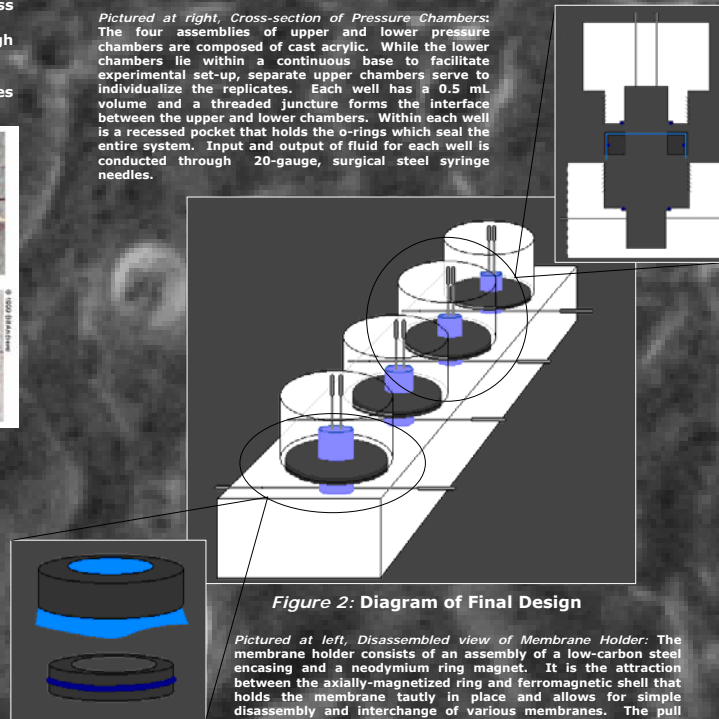 ss
gh
es
Pictured at right, Cross-section of Pressure Chambers:
The four assemblies of upper and lower pressure
chambers are composed of cast acrylic. While the lower
chambers lie within a continuous base to facilitate
experimental set-up, separate upper chambers serve to
individualize the replicates. Each well has a 0.5 mL
volume and a threaded juncture forms the interface
between the upper and lower chambers. Within each well
is a recessed pocket that holds the o-rings which seal the
entire system. Input and output of fluid for each well is
conducted through 20-gauge, surgical steel syringe
needles.
Figure 2: Diagram of Final Design
Pictured at left, Disassembled view of Membrane Holder: The
membrane holder consists of an assembly of a low-carbon steel
encasing and a neodymium ring magnet. It is the attraction
between the axially-magnetized ring and ferromagnetic shell that
holds the membrane tautly in place and allows for simple
disassembly and interchange of various membranes. The pull